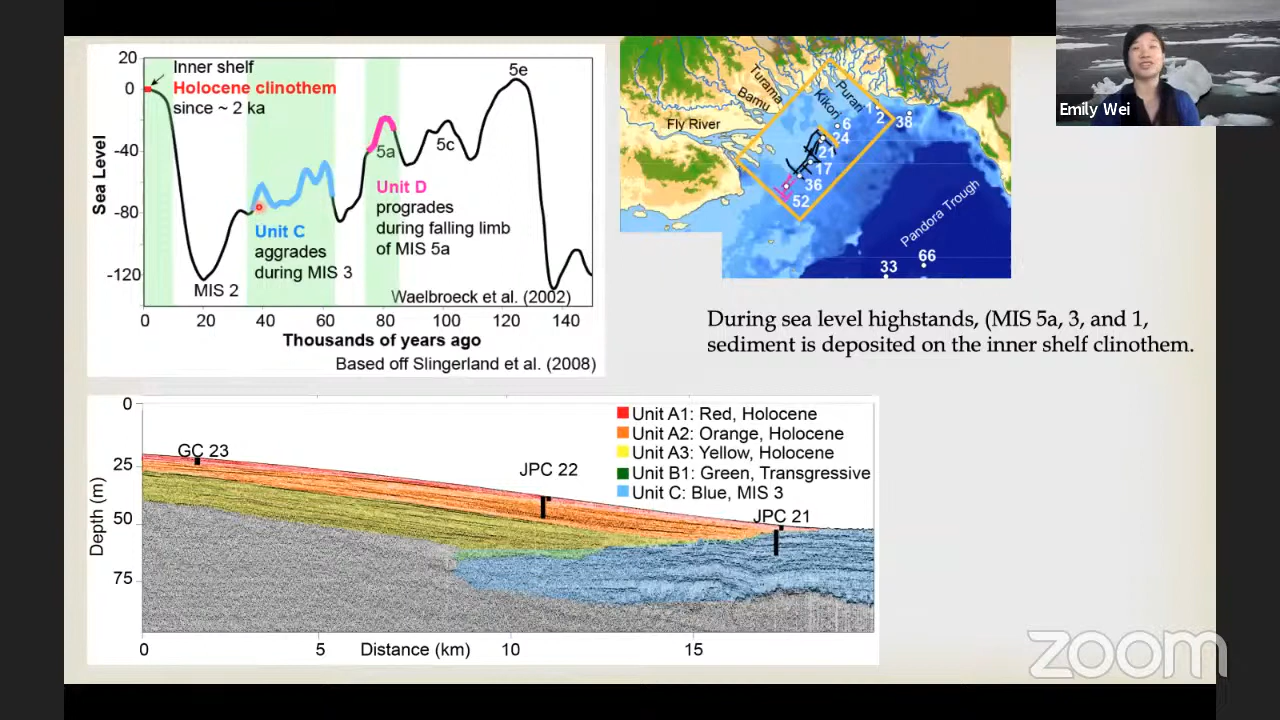 20
0
-40
-80
-120
Sea Level
Inner shelf
Holocene clinothem
since ~ 2 ka
5e
5a
5c
Unit D
progrades
during falling limb
of MIS 5a
Unit C
aggrades
during MIS 3
MIS 2
Waelbroeck et al. (2002)
0 20 40 60 80 100 120 140
Thousands of years ago
Based off Slingerland et al. (2008)
Turama
Bamu
Kikori
Purari
Fly River
1
2
38
6
24
21
17
36
52
Pandora Trough
33
66
Emily Wei
During sea level highstands, (MIS 5a, 3, and 1,
sediment is deposited on the inner shelf clinothem.
0
25
50
75
Depth (m)
GC 23
JPC 22
JPC 21
Unit A1: Red, Holocene
Unit A2: Orange, Holocene
Unit A3: Yellow, Holocene
Unit B1: Green, Transgressive
Unit C: Blue, MIS 3
0 5 Distance (km) 10 15
zoom